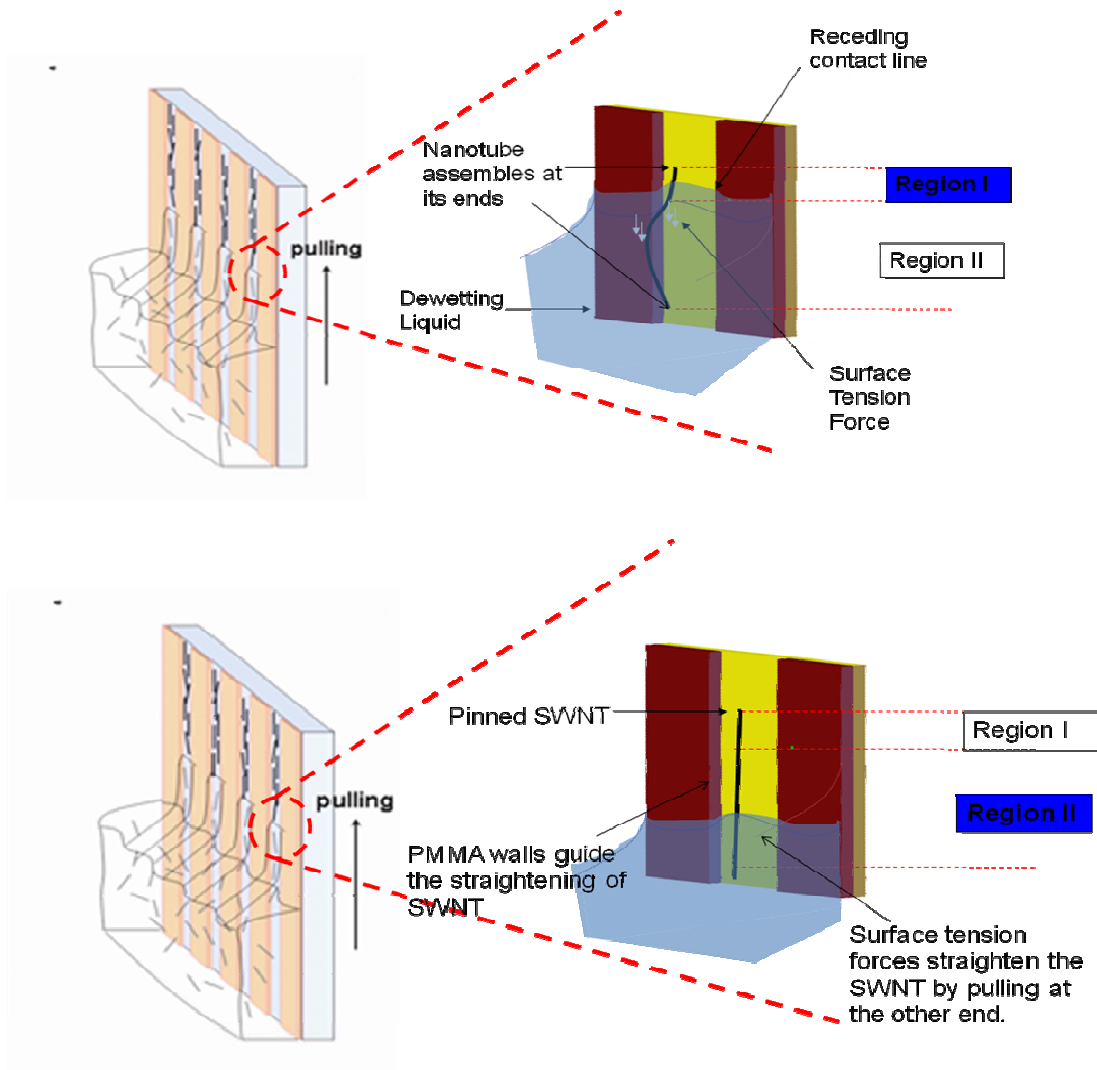 Receding
contact line
Nanotube
assembles at
its ends
Region I
pulling
Region II
Dewetting
Liquid
Surface
Tension
Force
Pinned SWNT
Region I
pulling
Region II
PMMA walls guide
the straightening of
SWNT
Surface tension
forces straighten the
SWNT by pulling at
the other end.